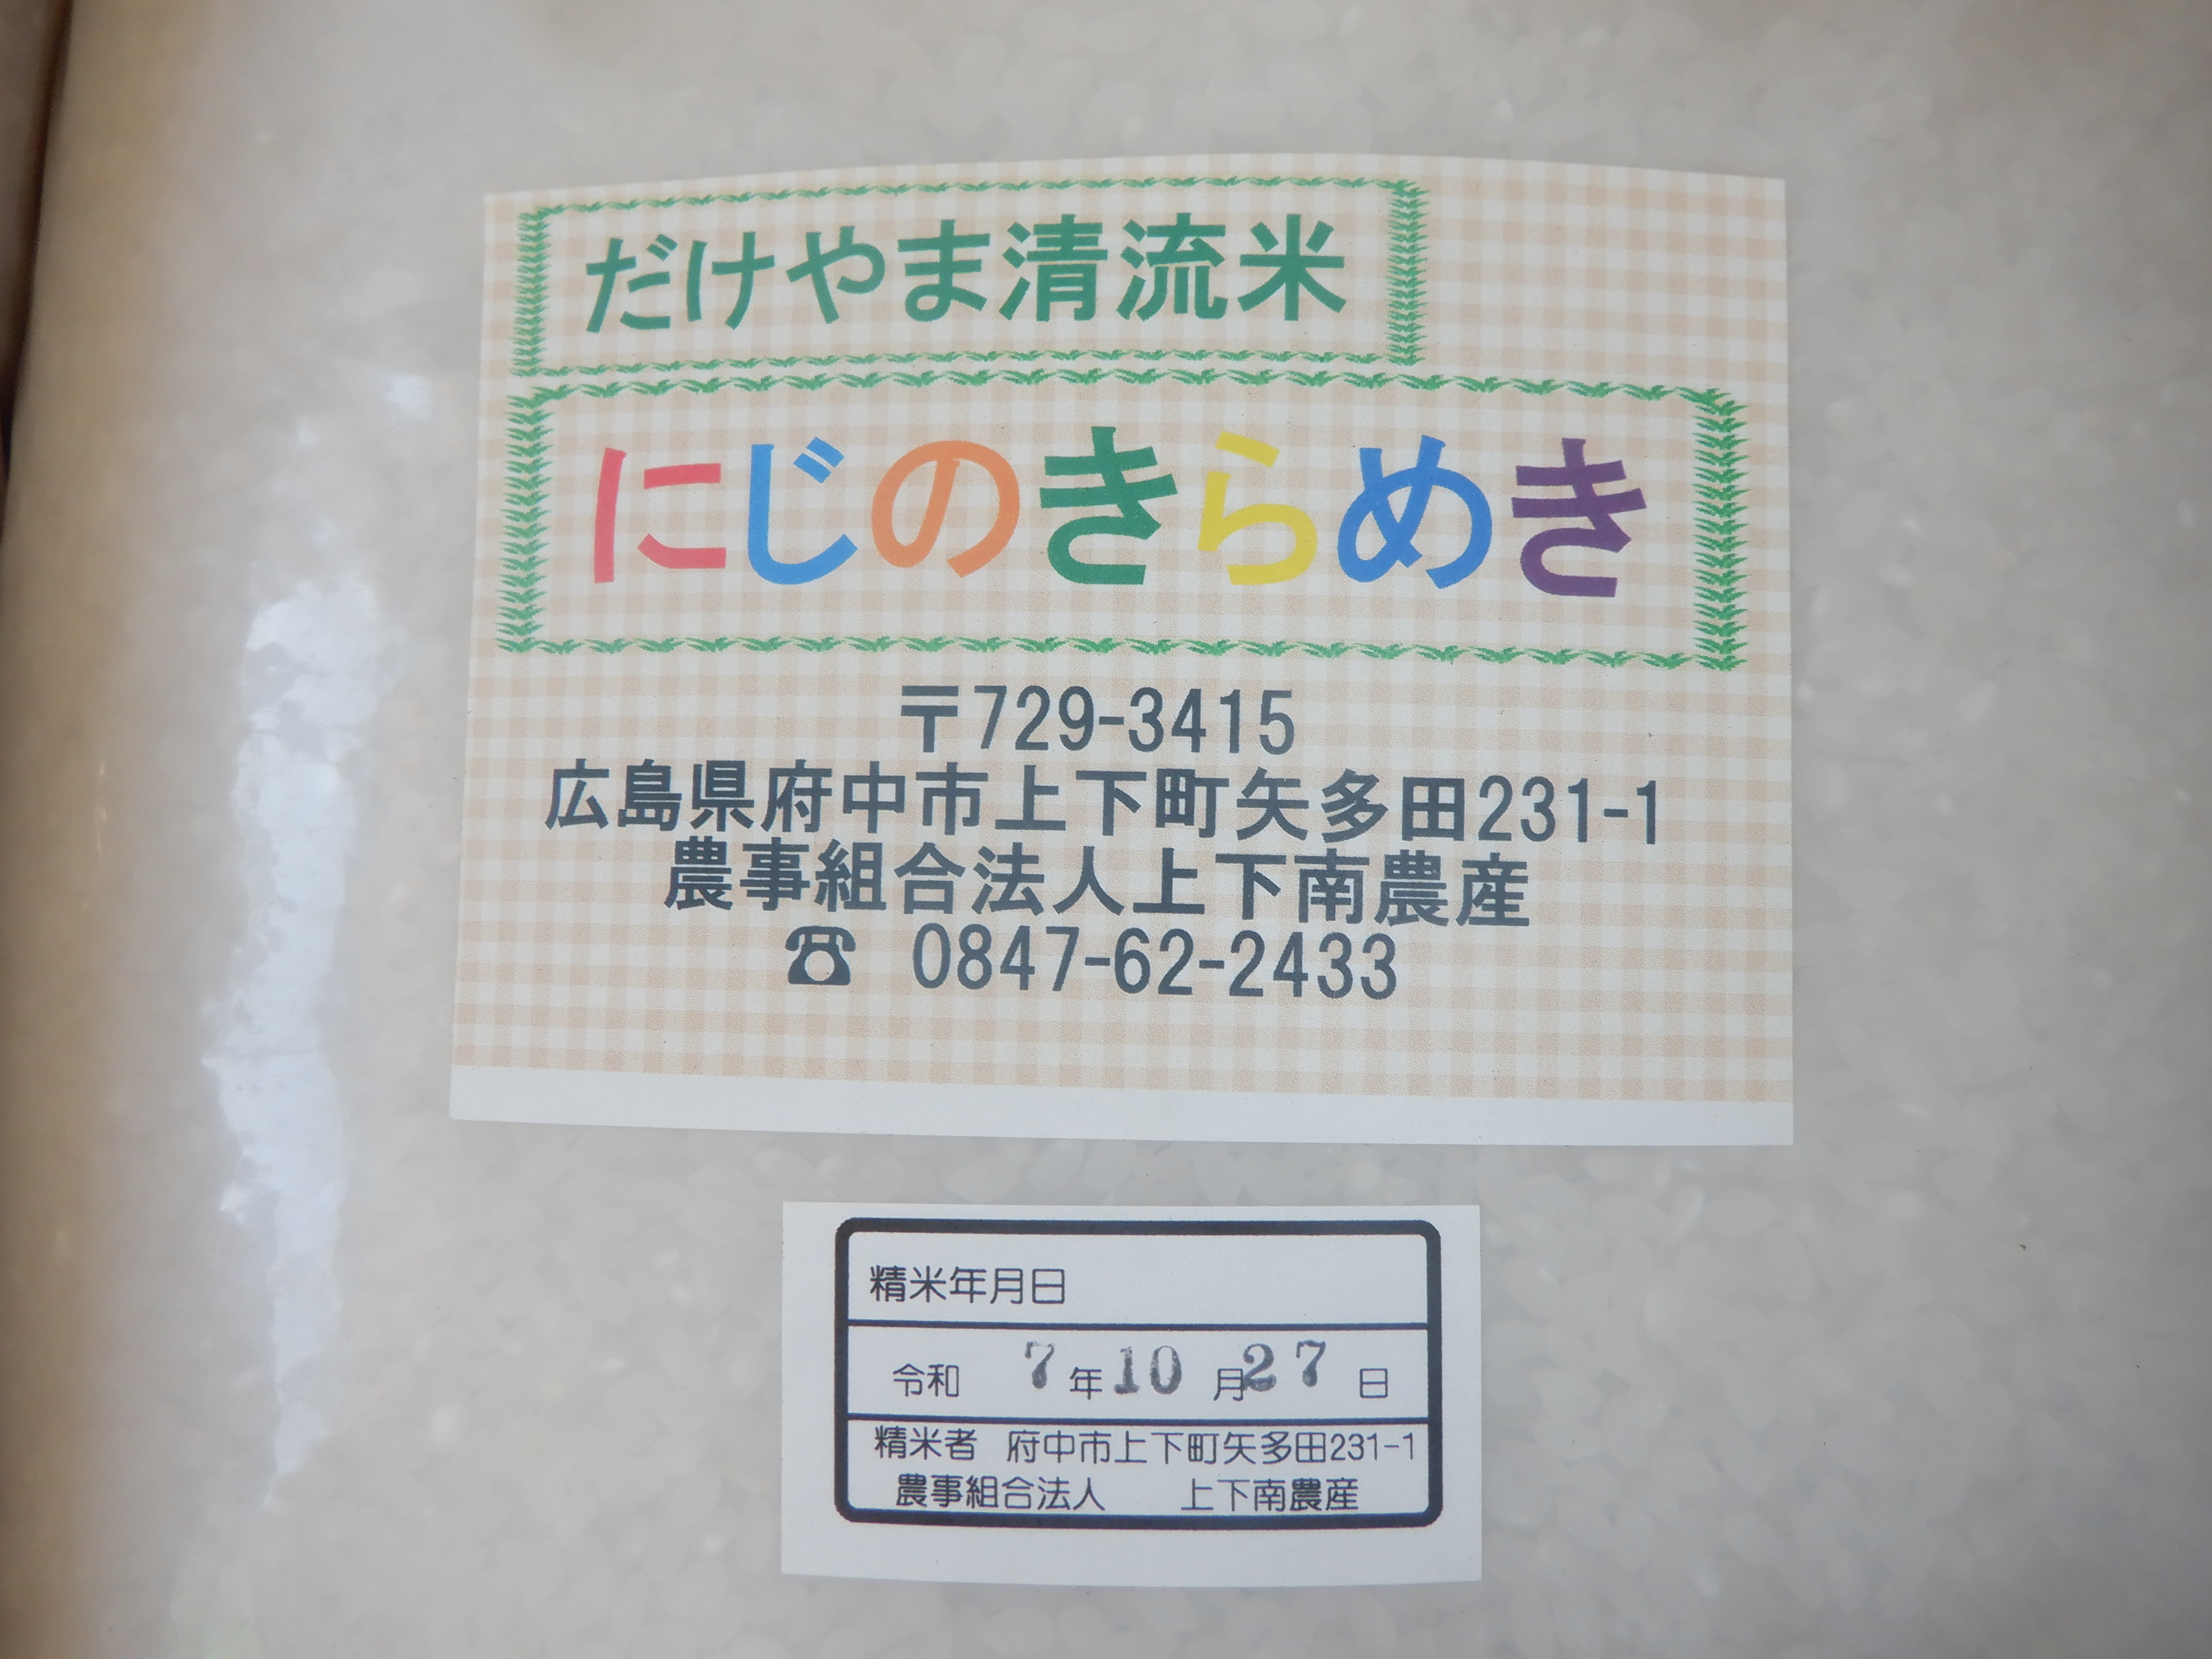 だけやま清流米
にじのきらめき
〒729-3415
広島県府中市上下町矢多田231-1
農事組合法人上下南農産
☎ 0847-62-2433
精米年月日
令和 7年10月27日
精米者 府中市上下町矢多田231-1
農事組合法人 上下南農産